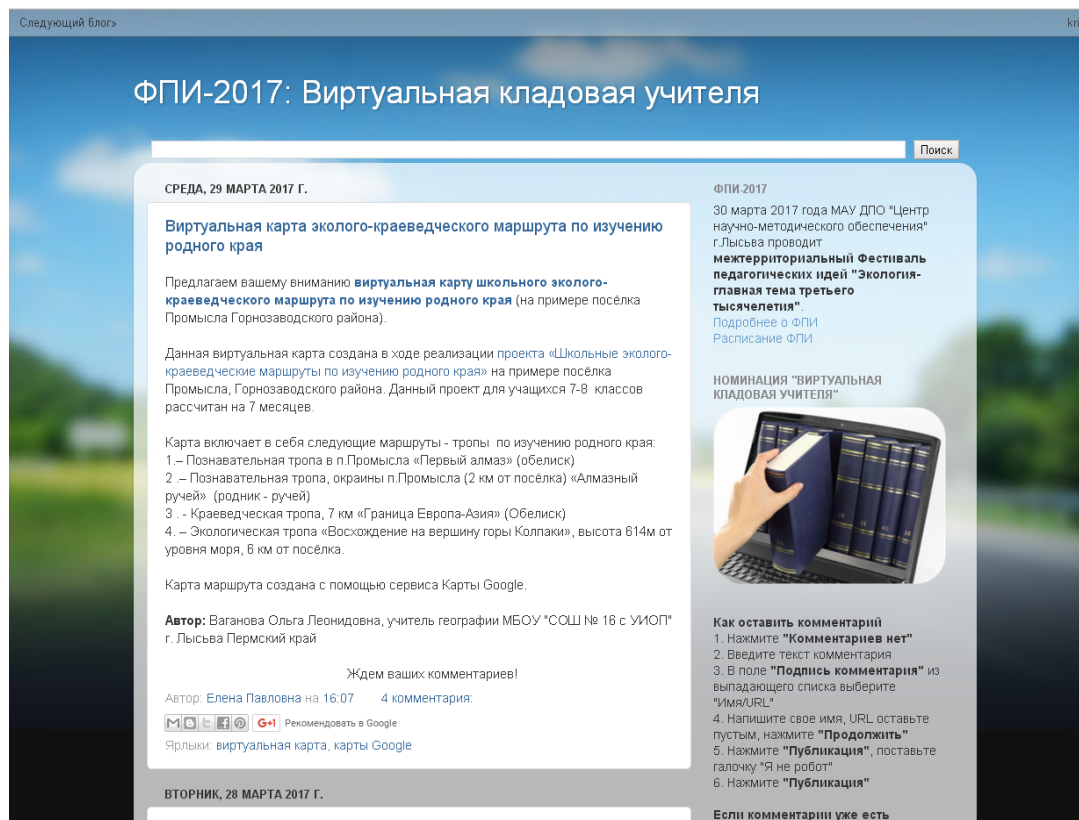 Следующий блог»
kri
ФПИ-2017: Виртуальная кладовая учителя
Поиск
СРЕДА, 29 МАРТА 2017 Г.
Виртуальная карта эколого-краеведческого маршрута по изучению
родного края
Предлагаем вашему вниманию виртуальную карту школьного эколого-
краеведческого маршрута по изучению родного края (на примере посёлка
Промысла Горнозаводского района).
Данная виртуальная карта создана в ходе реализации проекта «Школьные эколого-
краеведческие маршруты по изучению родного края» на примере посёлка
Промысла, Горнозаводского района. Данный проект для учащихся 7-8 классов
рассчитан на 7 месяцев.
Карта включает в себя следующие маршруты - тропы по изучению родного края:
1.– Познавательная тропа в п.Промысла «Первый алмаз» (обелиск)
2 .– Познавательная тропа, окраины п.Промысла (2 км от посёлка) «Алмазный
ручей» (родник - ручей)
3 . - Краеведческая тропа, 7 км «Граница Европа-Азия» (Обелиск)
4. – Экологическая тропа «Восхождение на вершину горы Колпаки», высота 614м от
уровня моря, 6 км от посёлка.
Карта маршрута создана с помощью сервиса Карты Google.
Автор: Ваганова Ольга Леонидовна, учитель географии МБОУ "СОШ № 16 с УИОП"
г. Лысьва Пермский край
Ждем ваших комментариев!
Автор: Елена Павловна на 16:07 4 комментария:
G+1 Рекомендовать в Google
Ярлыки: виртуальная карта, карты Google
ВТОРНИК, 28 МАРТА 2017 Г.
ФПИ-2017
30 марта 2017 года МАУ ДПО "Центр
научно-методического обеспечения"
г.Лысьва проводит
межтерриториальный Фестиваль
педагогических идей "Экология-
главная тема третьего
тысячелетия".
Подробнее о ФПИ
Расписание ФПИ
НОМИНАЦИЯ "ВИРТУАЛЬНАЯ
КЛАДОВАЯ УЧИТЕЛЯ"
Как оставить комментарий
1. Нажмите "Комментариев нет"
2. Введите текст комментария
3. В поле "Подпись комментария" из
выпадающего списка выберите
"Имя/URL"
4. Напишите свое имя, URL оставьте
пустым, нажмите "Продолжить"
5. Нажмите "Публикация", поставьте
галочку "Я не робот"
6. Нажмите "Публикация"
Если комментарии уже есть